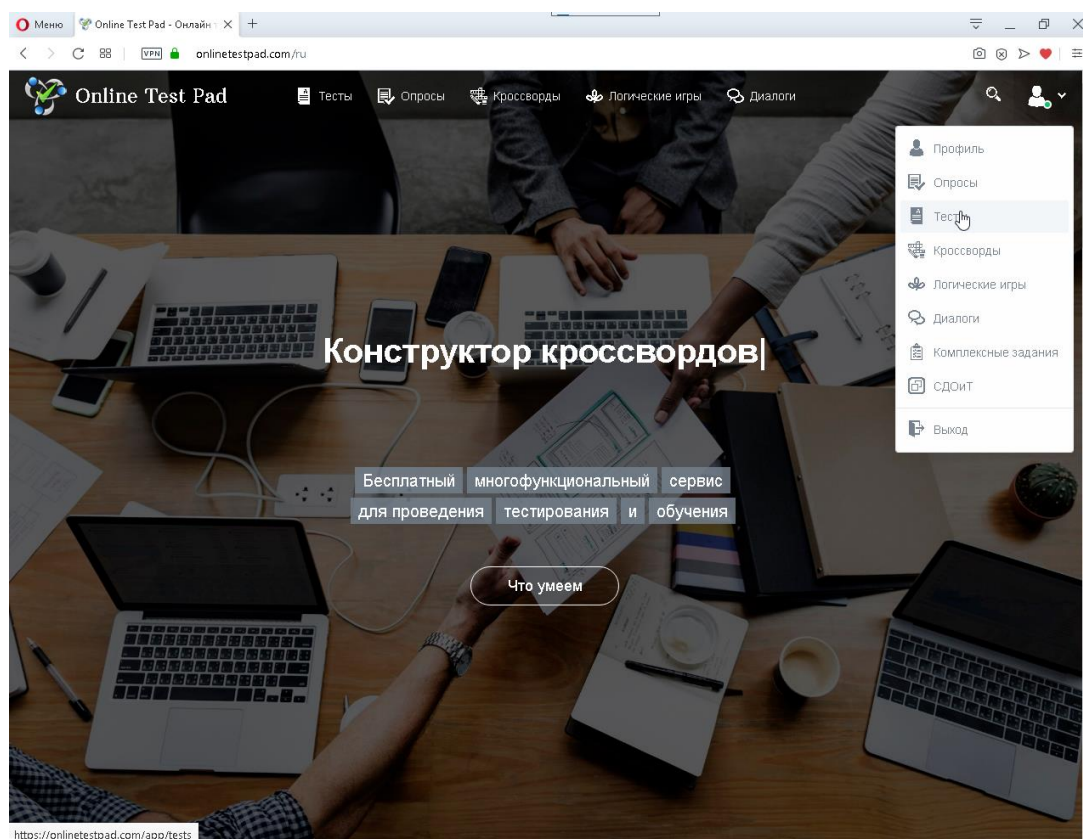 Меню
Online Test Pad - Онлайн т
VPN
onlinetestpad.com/ru
Online Test Pad
Тесты
Опросы
Кроссворды
Логические игры
Диалоги
Профиль
Опросы
Тесты
Кроссворды
Логические игры
Диалоги
Комплексные задания
СДОиТ
Выход
Конструктор кроссвордов|
Бесплатный многофункциональный сервис
для проведения тестирования и обучения
Что умеем
https://onlinetestpad.com/app/tests